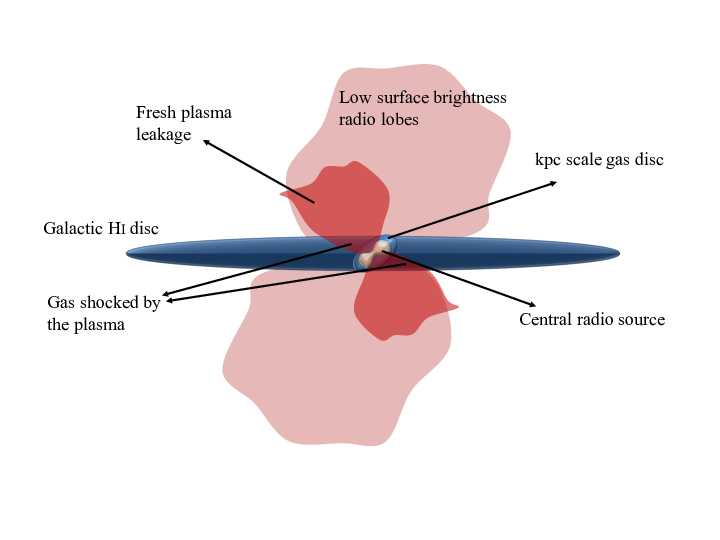 Low surface brightness
radio lobes
Fresh plasma
leakage
kpc scale gas disc
Galactic HI disc
Gas shocked by
the plasma
Central radio source